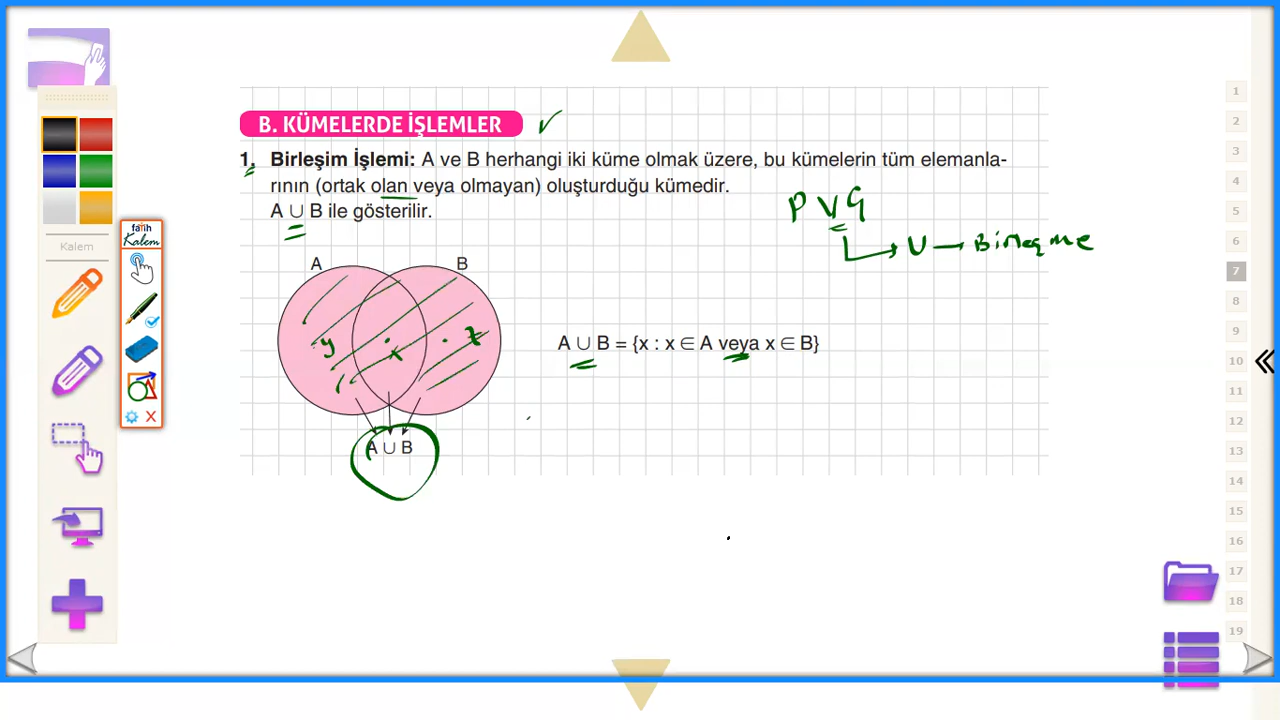 B. KÜMELERDE İŞLEMLER
1. Birleşim İşlemi: A ve B herhangi iki küme olmak üzere, bu kümelerin tüm elemanla-
rının (ortak olan veya olmayan) oluşturduğu kümedir.
A ∪ B ile gösterilir.
p ∨ q
∪ → Birleşme
Kalem
fatih
Kalem
A
B
y
x
z
A ∪ B = {x : x ∈ A veya x ∈ B}
A ∪ B
1
2
3
4
5
6
7
8
9
10
11
12
13
14
15
16
17
18
19